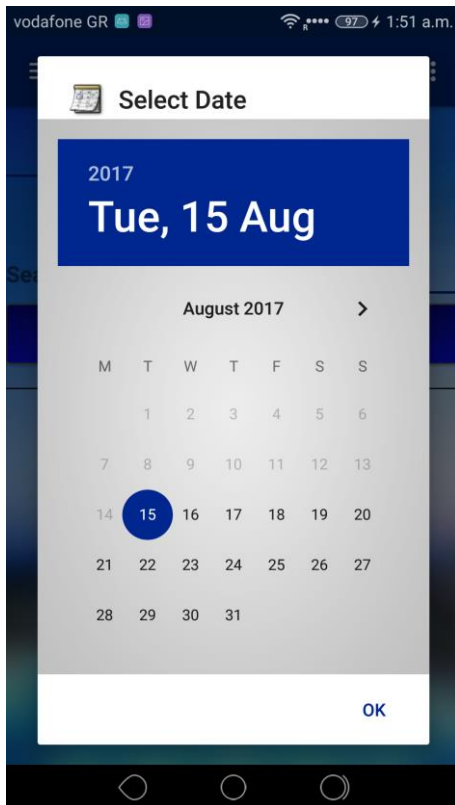 vodafone GR R 97 1:51 a.m.
Select Date
2017
Tue, 15 Aug
Sea
August 2017
M T W T F S S
1 2 3 4 5 6
7 8 9 10 11 12 13
14 15 16 17 18 19 20
21 22 23 24 25 26 27
28 29 30 31
OK